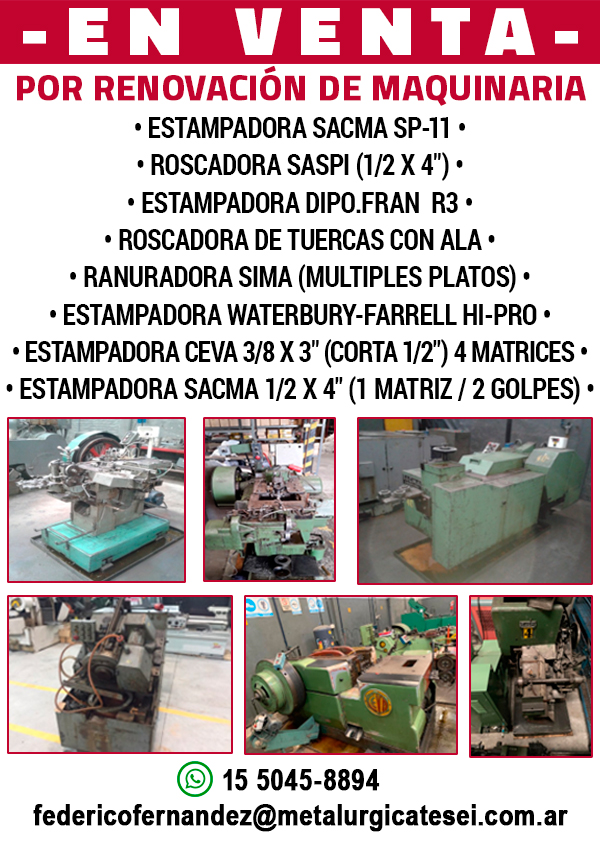 - EN VENTA -
POR RENOVACIÓN DE MAQUINARIA
• ESTAMPADORA SACMA SP-11 •
• ROSCADORA SASPI (1/2 X 4") •
• ESTAMPADORA DIPO.FRAN R3 •
• ROSCADORA DE TUERCAS CON ALA •
• RANURADORA SIMA (MULTIPLES PLATOS) •
• ESTAMPADORA WATERBURY-FARRELL HI-PRO •
• ESTAMPADORA CEVA 3/8 X 3" (CORTA 1/2") 4 MATRICES •
• ESTAMPADORA SACMA 1/2 X 4" (1 MATRIZ / 2 GOLPES) •
15 5045-8894
federicofernandez@metalurgicatesei.com.ar